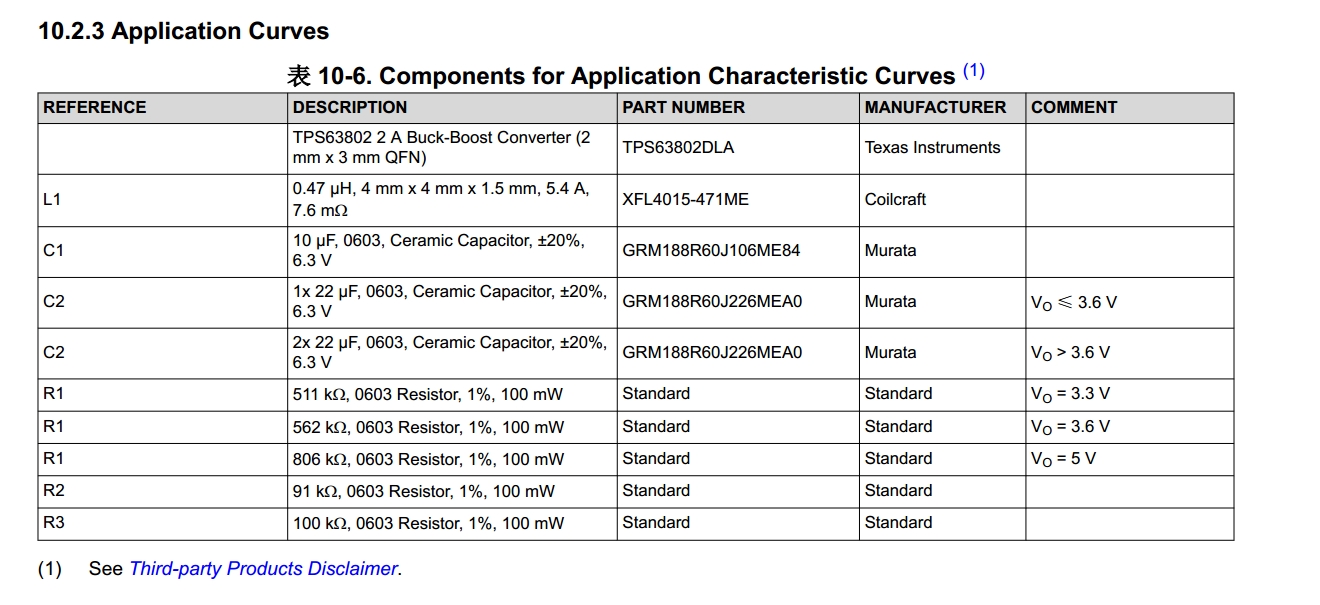 10.2.3 Application Curves
表 10-6. Components for Application Characteristic Curves (1)
REFERENCE DESCRIPTION PART NUMBER MANUFACTURER COMMENT
TPS63802 2 A Buck-Boost Converter (2
mm x 3 mm QFN) TPS63802DLA Texas Instruments
L1 0.47 µH, 4 mm x 4 mm x 1.5 mm, 5.4 A,
7.6 mΩ XFL4015-471ME Coilcraft
C1 10 µF, 0603, Ceramic Capacitor, ±20%,
6.3 V GRM188R60J106ME84 Murata
C2 1x 22 µF, 0603, Ceramic Capacitor, ±20%,
6.3 V GRM188R60J226MEA0 Murata VO ≤ 3.6 V
C2 2x 22 µF, 0603, Ceramic Capacitor, ±20%,
6.3 V GRM188R60J226MEA0 Murata VO > 3.6 V
R1 511 kΩ, 0603 Resistor, 1%, 100 mW Standard Standard VO = 3.3 V
R1 562 kΩ, 0603 Resistor, 1%, 100 mW Standard Standard VO = 3.6 V
R1 806 kΩ, 0603 Resistor, 1%, 100 mW Standard Standard VO = 5 V
R2 91 kΩ, 0603 Resistor, 1%, 100 mW Standard Standard
R3 100 kΩ, 0603 Resistor, 1%, 100 mW Standard Standard
(1) See Third-party Products Disclaimer.